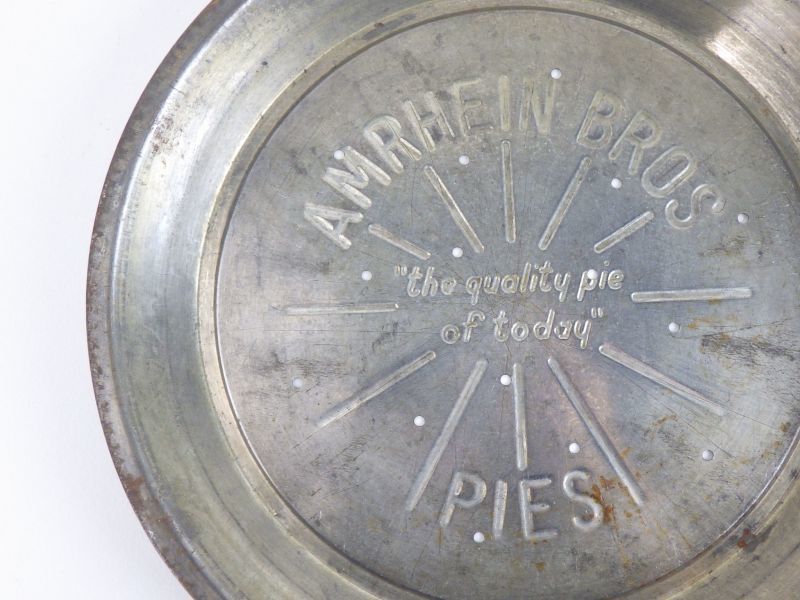 AMRHEIN BROS
"the quality pie
of today"
PIES